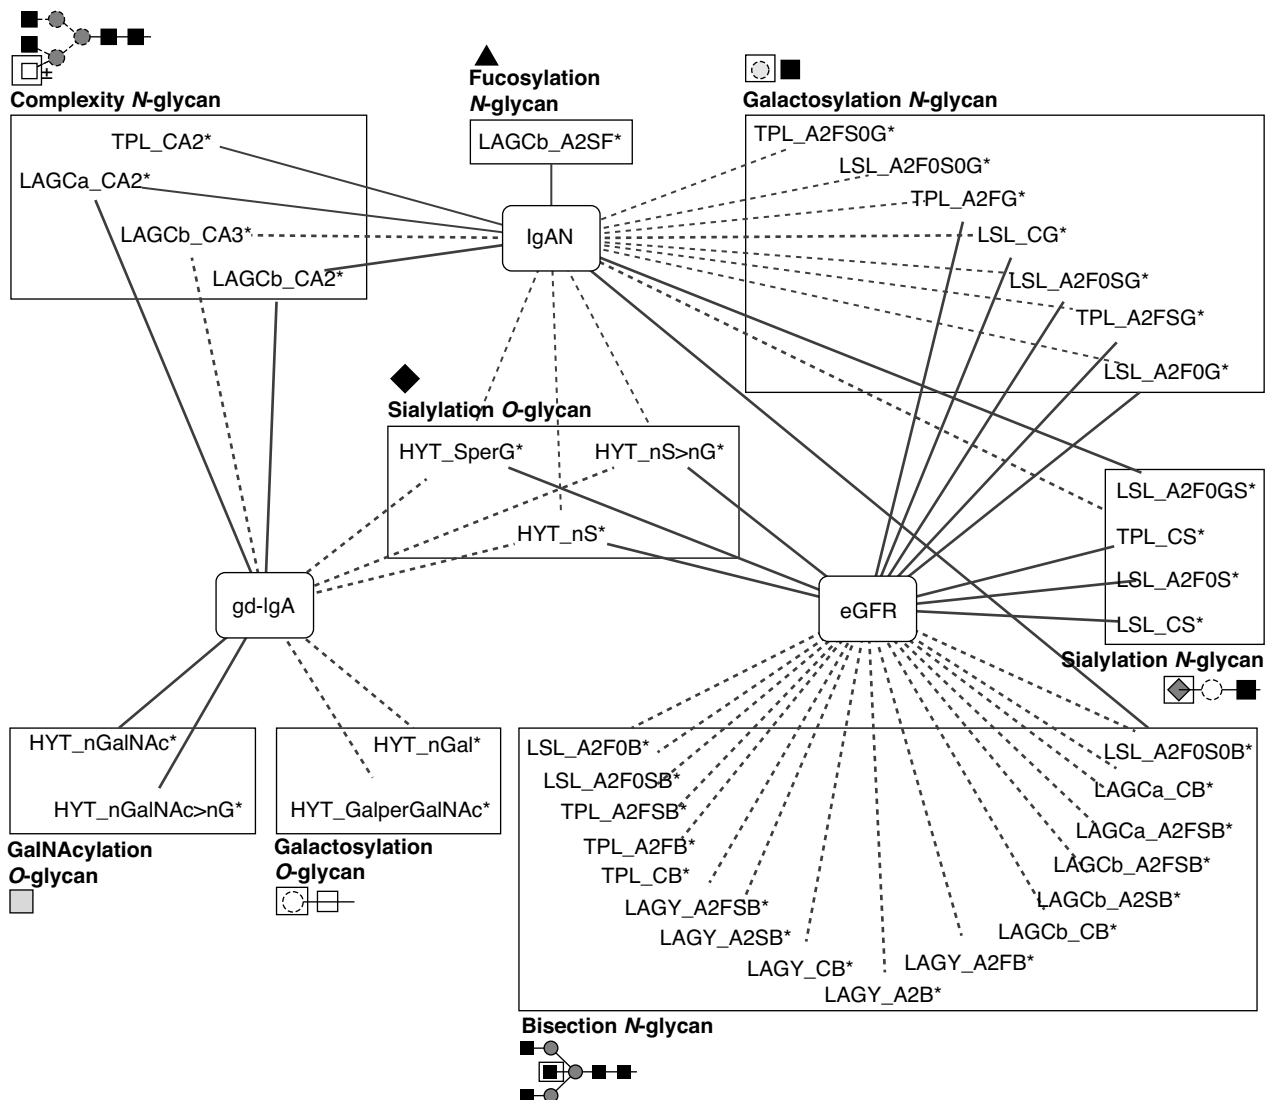 ±
Complexity N-glycan
TPL_CA2*
LAGCa_CA2*
LAGCb_CA3*
LAGCb_CA2*
Fucosylation
N-glycan
LAGCb_A2SF*
IgAN
Galactosylation N-glycan
TPL_A2FS0G*
LSL_A2F0S0G*
TPL_A2FG*
LSL_CG*
LSL_A2F0SG*
TPL_A2FSG*
LSL_A2F0G*
Sialylation O-glycan
HYT_SperG*
HYT_nS>nG*
HYT_nS*
LSL_A2F0GS*
TPL_CS*
LSL_A2F0S*
LSL_CS*
Sialylation N-glycan
gd-IgA
eGFR
HYT_nGalNAc*
HYT_nGalNAc>nG*
GalNAcylation
O-glycan
HYT_nGal*
HYT_GalperGalNAc*
Galactosylation
O-glycan
LSL_A2F0B*
LSL_A2F0SB*
TPL_A2FSB*
TPL_A2FB*
TPL_CB*
LAGY_A2FSB*
LAGY_A2SB*
LAGY_CB*
LAGY_A2B*
LAGY_A2FB*
LAGCb_CB*
LAGCb_A2SB*
LAGCb_A2FSB*
LAGCa_A2FSB*
LAGCa_CB*
LSL_A2F0S0B*
Bisection N-glycan